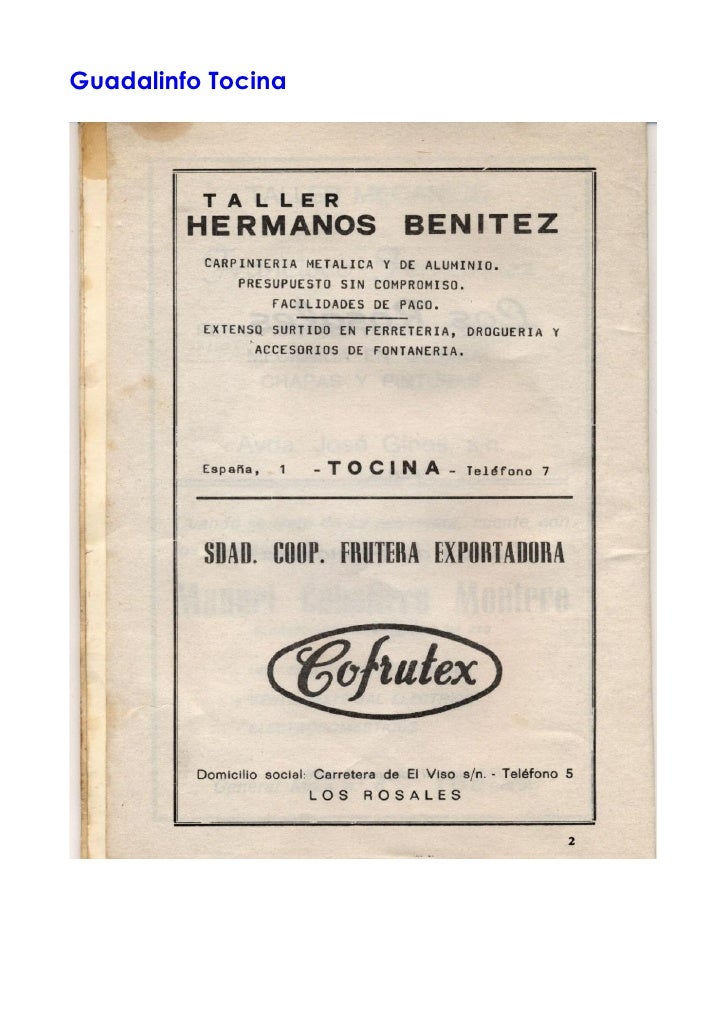 Guadalinfo Tocina
TALLER
HERMANOS BENITEZ
CARPINTERIA METALICA Y DE ALUMINIO.
PRESUPUESTO SIN COMPROMISO.
FACILIDADES DE PAGO.
EXTENSO SURTIDO EN FERRETERIA, DROGUERIA Y
ACCESORIOS DE FONTANERIA.
España, 1 - TOCINA - Teléfono 7
SDAD. COOP. FRUTERA EXPORTADORA
Cofrutex
Domicilio social: Carretera de El Viso s/n. - Teléfono 5
LOS ROSALES
2